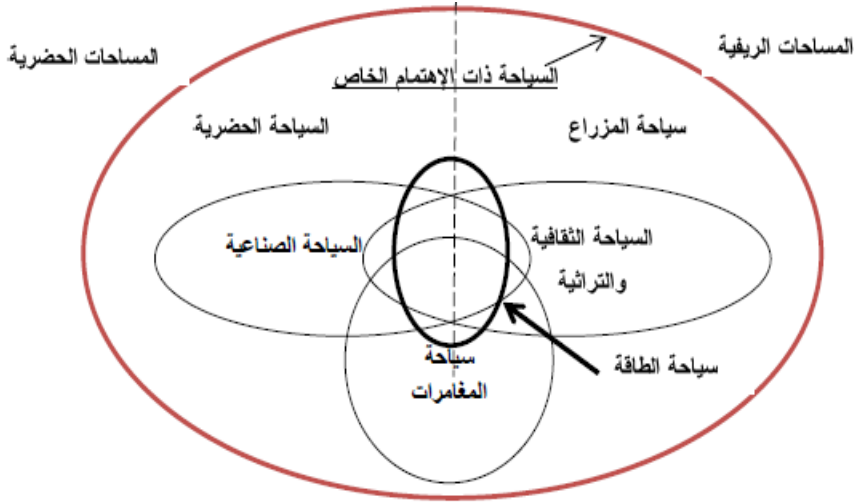 المساحات الريفية
المساحات الحضرية
السياحة ذات الإهتمام الخاص
سياحة المزراع
السياحة الحضرية
السياحة الثقافية
والتراثية
السياحة الصناعية
سياحة
المغامرات
سياحة الطاقة